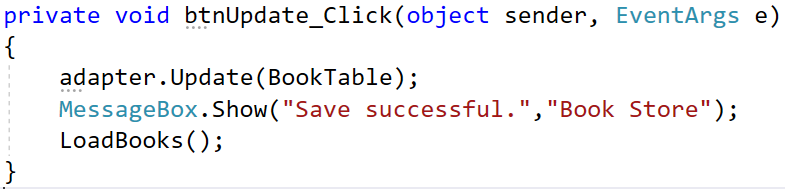 private void btnUpdate_Click(object sender, EventArgs e)
{
    adapter.Update(BookTable);
    MessageBox.Show("Save successful.","Book Store");
    LoadBooks();
}